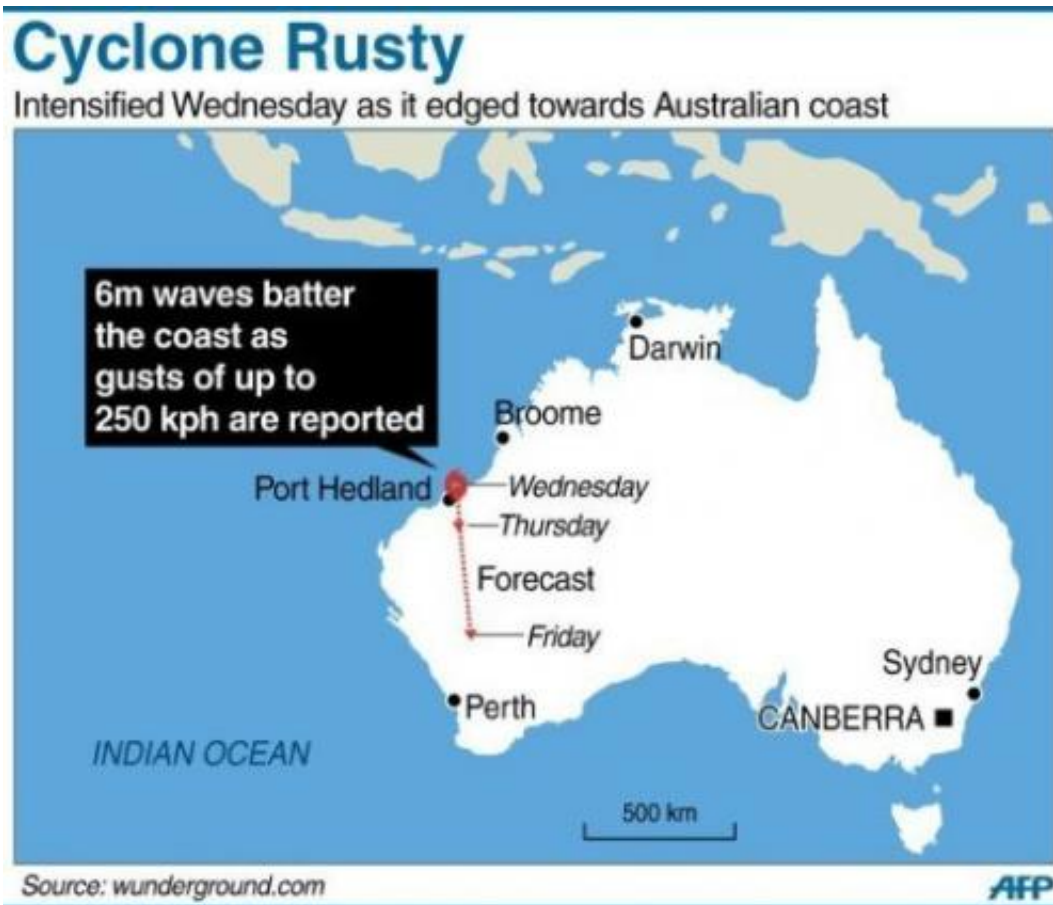 Cyclone Rusty
Intensified Wednesday as it edged towards Australian coast
6m waves batter
the coast as
gusts of up to
250 kph are reported
Darwin
Broome
Port Hedland
Wednesday
Thursday
Forecast
Friday
Sydney
Perth
CANBERRA
INDIAN OCEAN
500 km
Source: wunderground.com
AFP